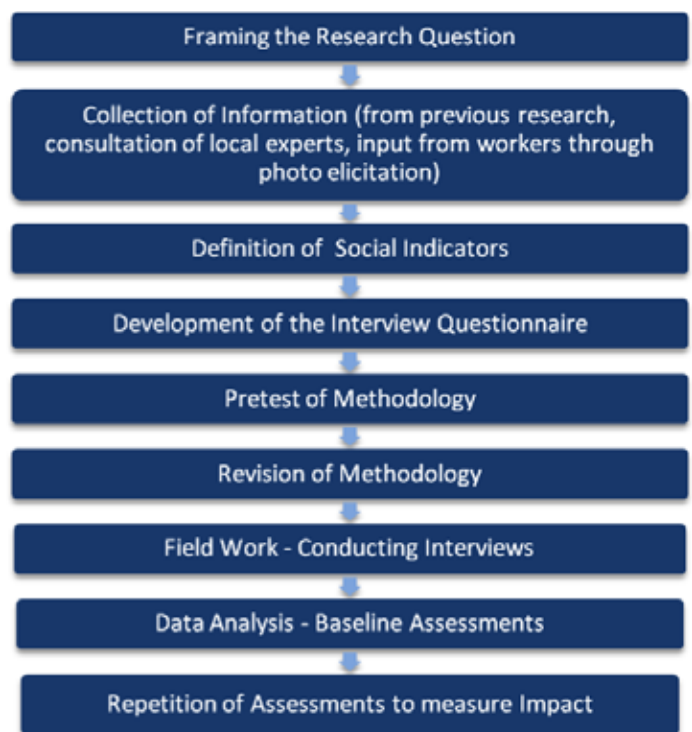 Framing the Research Question
Collection of Information (from previous research,
consultation of local experts, input from workers through
photo elicitation)
Definition of Social Indicators
Development of the Interview Questionnaire
Pretest of Methodology
Revision of Methodology
Field Work - Conducting Interviews
Data Analysis - Baseline Assessments
Repetition of Assessments to measure Impact